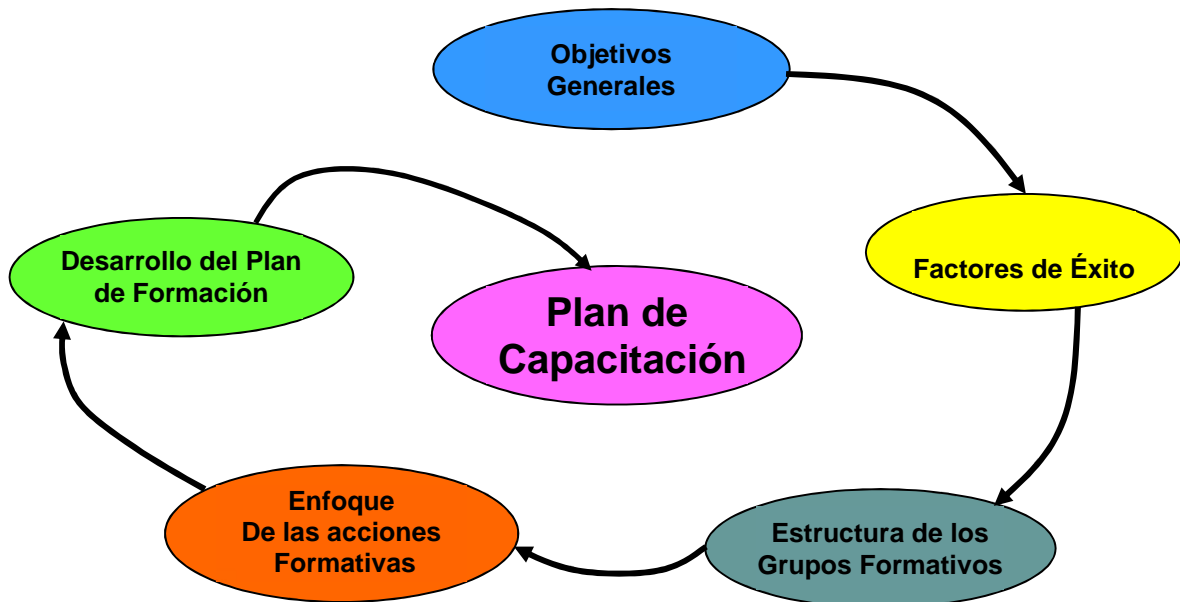 Objetivos
Generales
Factores de Éxito
Estructura de los
Grupos Formativos
Enfoque
De las acciones
Formativas
Desarrollo del Plan
de Formación
Plan de
Capacitación